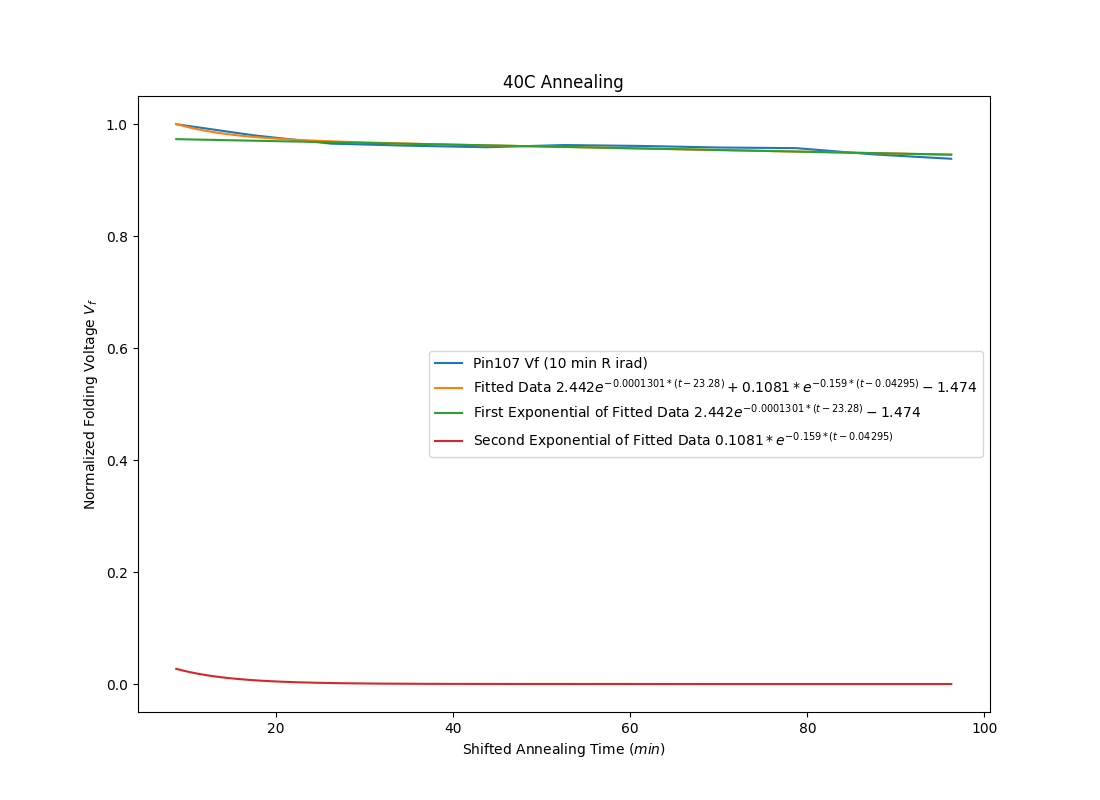 40C Annealing
1.0
0.8
0.6
0.4
0.2
0.0
Normalized Folding Voltage $V_f$
Pin107 Vf (10 min R irad)
Fitted Data $2.442e^{-0.0001301*(t-23.28)} + 0.1081*e^{-0.159*(t-0.04295)} - 1.474$
First Exponential of Fitted Data $2.442e^{-0.0001301*(t-23.28)} - 1.474$
Second Exponential of Fitted Data $0.1081*e^{-0.159*(t-0.04295)}$
20 40 60 80 100
Shifted Annealing Time (min)